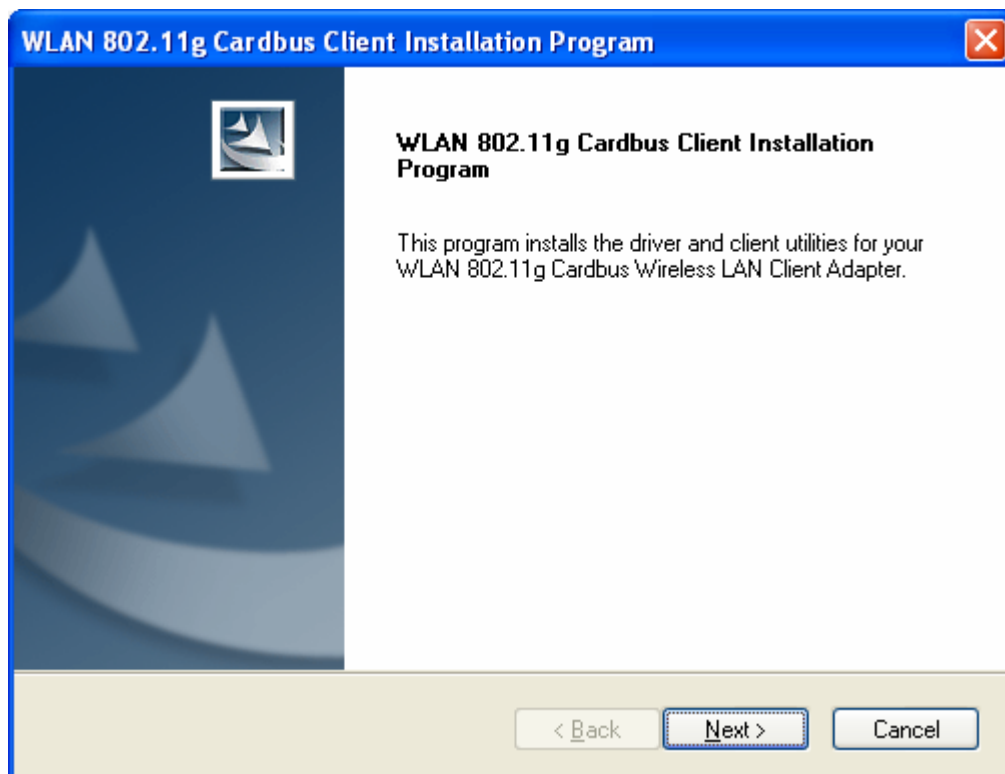 WLAN 802.11g Cardbus Client Installation Program
WLAN 802.11g Cardbus Client Installation
Program
This program installs the driver and client utilities for your
WLAN 802.11g Cardbus Wireless LAN Client Adapter.
< Back
Next >
Cancel